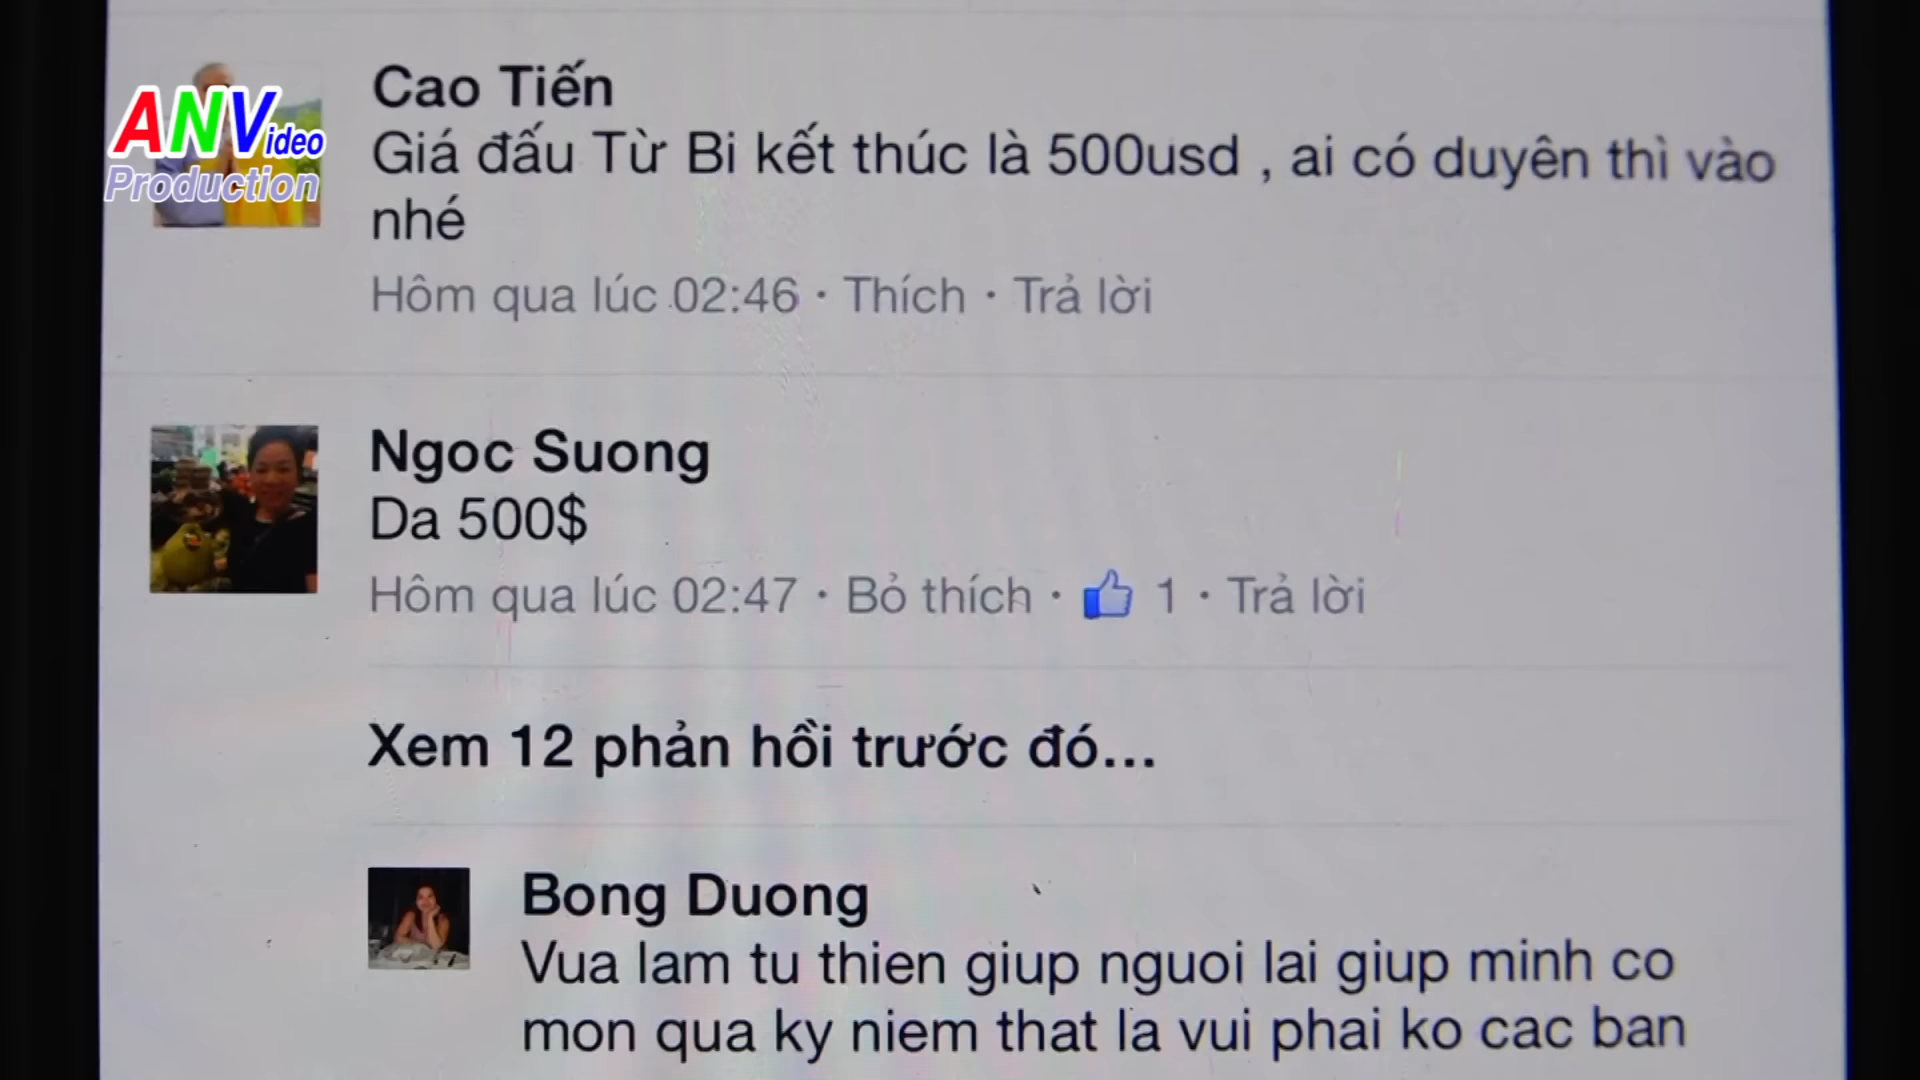 ANVideo
Production
Cao Tiến
Giá đấu Từ Bi kết thúc là 500usd , ai có duyên thì vào
nhé
Hôm qua lúc 02:46 · Thích · Trả lời
Ngoc Suong
Da 500$
Hôm qua lúc 02:47 · Bỏ thích · 1 · Trả lời
Xem 12 phản hồi trước đó...
Bong Duong
Vua lam tu thien giup nguoi lai giup minh co
mon qua ky niem that la vui phai ko cac ban